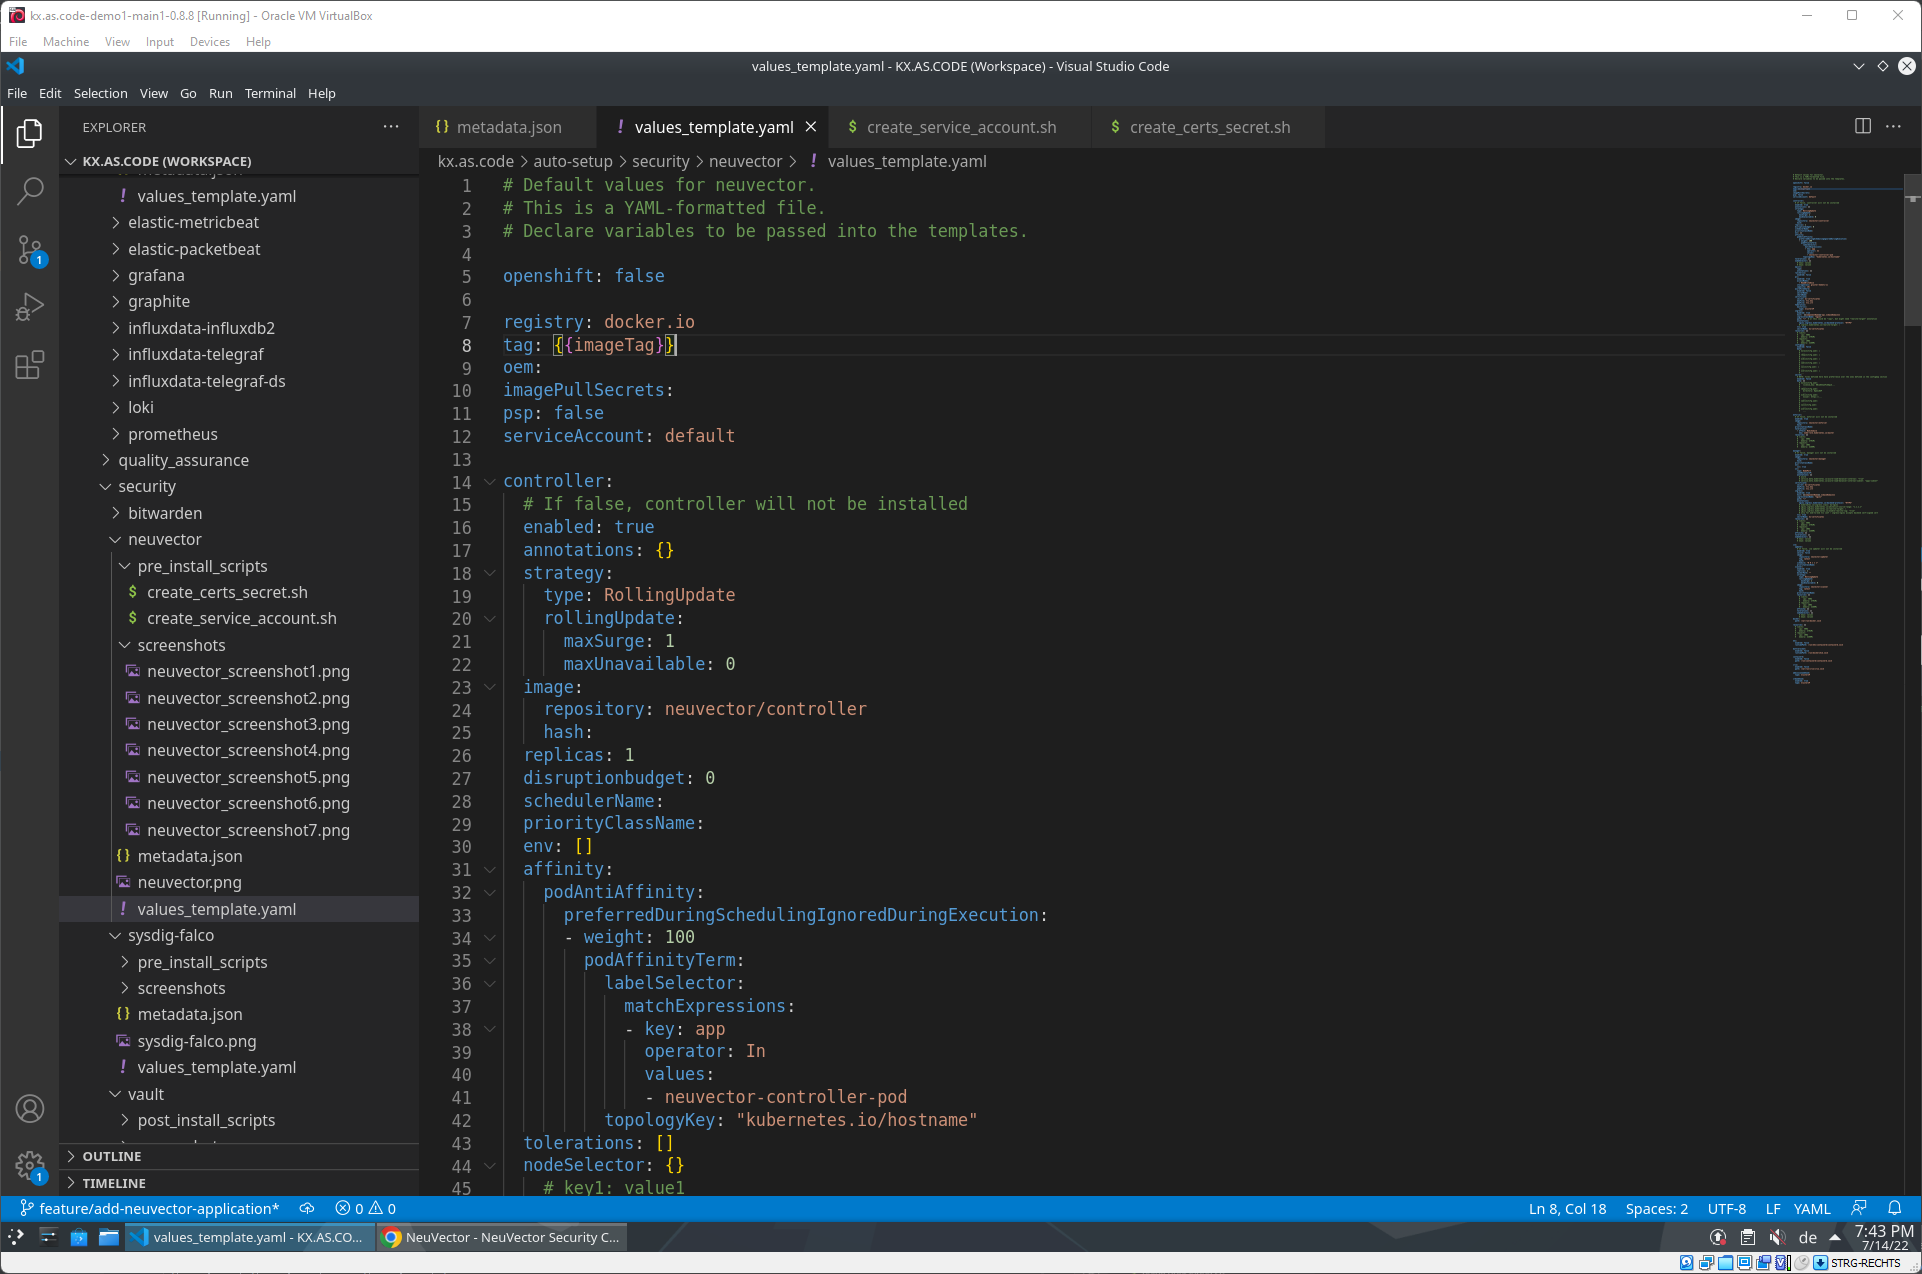 kx.as.code-demo1-main1-0.8.8 [Running] - Oracle VM VirtualBox
File Machine View Input Devices Help
values_template.yaml - KX.AS.CODE (Workspace) - Visual Studio Code
File Edit Selection View Go Run Terminal Help
EXPLORER
KX.AS.CODE (WORKSPACE)
values_template.yaml
elastic-metricbeat
elastic-packetbeat
grafana
graphite
influxdata-influxdb2
influxdata-telegraf
influxdata-telegraf-ds
loki
prometheus
quality_assurance
security
bitwarden
neuvector
pre_install_scripts
$ create_certs_secret.sh
$ create_service_account.sh
screenshots
neuvector_screenshot1.png
neuvector_screenshot2.png
neuvector_screenshot3.png
neuvector_screenshot4.png
neuvector_screenshot5.png
neuvector_screenshot6.png
neuvector_screenshot7.png
{} metadata.json
neuvector.png
! values_template.yaml
sysdig-falco
pre_install_scripts
screenshots
{} metadata.json
sysdig-falco.png
! values_template.yaml
vault
post_install_scripts
OUTLINE
TIMELINE
{} metadata.json ! values_template.yaml $ create_service_account.sh $ create_certs_secret.sh
kx.as.code > auto-setup > security > neuvector > ! values_template.yaml
1 # Default values for neuvector.
2 # This is a YAML-formatted file.
3 # Declare variables to be passed into the templates.
4
5 openshift: false
6
7 registry: docker.io
8 tag: {{imageTag}}
9 oem:
10 imagePullSecrets:
11 psp: false
12 serviceAccount: default
13
14 controller:
15 # If false, controller will not be installed
16 enabled: true
17 annotations: {}
18 strategy:
19 type: RollingUpdate
20 rollingUpdate:
21 maxSurge: 1
22 maxUnavailable: 0
23 image:
24 repository: neuvector/controller
25 hash:
26 replicas: 1
27 disruptionbudget: 0
28 schedulerName:
29 priorityClassName:
30 env: []
31 affinity:
32 podAntiAffinity:
33 preferredDuringSchedulingIgnoredDuringExecution:
34 - weight: 100
35 podAffinityTerm:
36 labelSelector:
37 matchExpressions:
38 - key: app
39 operator: In
40 values:
41 - neuvector-controller-pod
42 topologyKey: "kubernetes.io/hostname"
43 tolerations: []
44 nodeSelector: {}
45 # key1: value1
1
1
feature/add-neuvector-application* 0 0 Ln 8, Col 18 Spaces: 2 UTF-8 LF YAML
values_template.yaml - KX.AS.CO... NeuVector - NeuVector Security C... de 7:43 PM
7/14/22
STRG-RECHTS